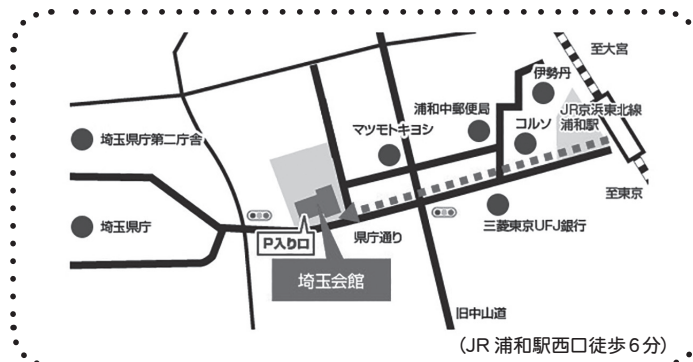 至大宮
伊勢丹
浦和中郵便局
JR京浜東北線
浦和駅
マツモトキヨシ
コルソ
埼玉県庁第二庁舎
至東京
埼玉県庁
三菱東京UFJ銀行
県庁通り
P入り口
埼玉会館
旧中山道
(JR浦和駅西口徒歩6分)